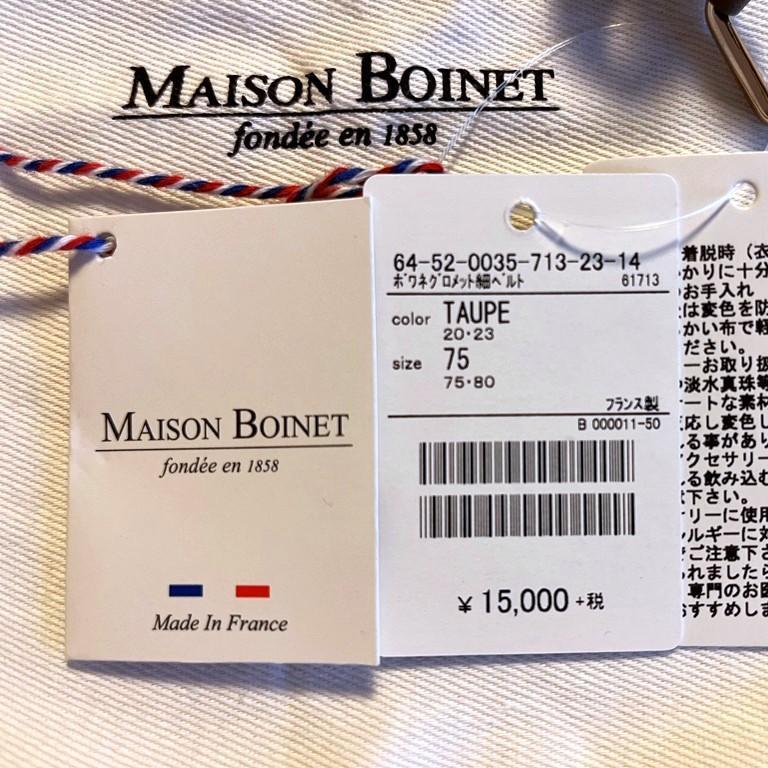 MAISON BOINET
fondée en 1858
MAISON BOINET
fondée en 1858
Made In France
64-52-0035-713-23-14
ボワネグロメット細ベルト 61713
color TAUPE
20・23
size 75
75・80
フランス製
B 000011-50
¥ 15,000 +税
着脱時（衣
かりに十分
お手入れ
は変色を防
かい布で軽
ださい。
ーお取り扱
淡水真珠等
ートな素材
応し変色し
る事があり
クセサリー
る飲み込む
下さい。
リーに使用
ルギーに対
ご注意下さ
れましたら
専門のお医
おすすめしま